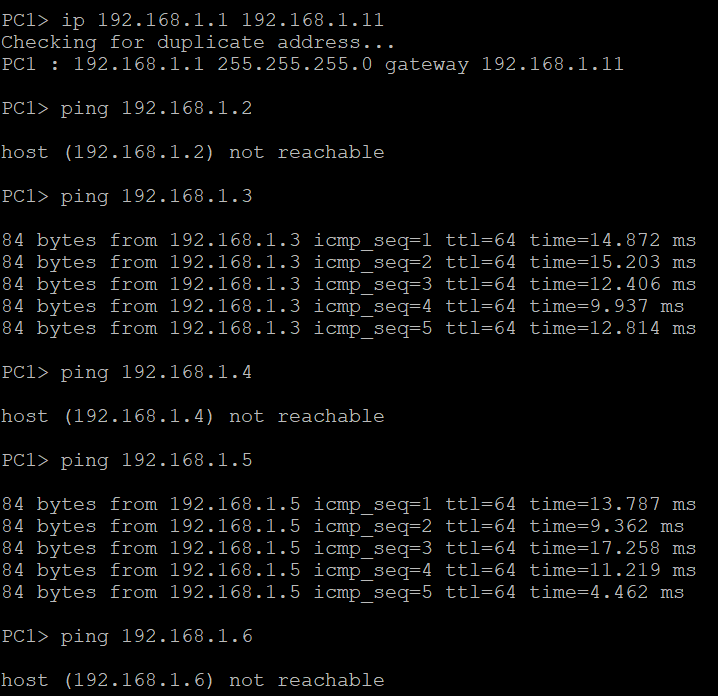 PC1> ip 192.168.1.1 192.168.1.11
Checking for duplicate address...
PC1 : 192.168.1.1 255.255.255.0 gateway 192.168.1.11
PC1> ping 192.168.1.2
host (192.168.1.2) not reachable
PC1> ping 192.168.1.3
84 bytes from 192.168.1.3 icmp_seq=1 ttl=64 time=14.872 ms
84 bytes from 192.168.1.3 icmp_seq=2 ttl=64 time=15.203 ms
84 bytes from 192.168.1.3 icmp_seq=3 ttl=64 time=12.406 ms
84 bytes from 192.168.1.3 icmp_seq=4 ttl=64 time=9.937 ms
84 bytes from 192.168.1.3 icmp_seq=5 ttl=64 time=12.814 ms
PC1> ping 192.168.1.4
host (192.168.1.4) not reachable
PC1> ping 192.168.1.5
84 bytes from 192.168.1.5 icmp_seq=1 ttl=64 time=13.787 ms
84 bytes from 192.168.1.5 icmp_seq=2 ttl=64 time=9.362 ms
84 bytes from 192.168.1.5 icmp_seq=3 ttl=64 time=17.258 ms
84 bytes from 192.168.1.5 icmp_seq=4 ttl=64 time=11.219 ms
84 bytes from 192.168.1.5 icmp_seq=5 ttl=64 time=4.462 ms
PC1> ping 192.168.1.6
host (192.168.1.6) not reachable